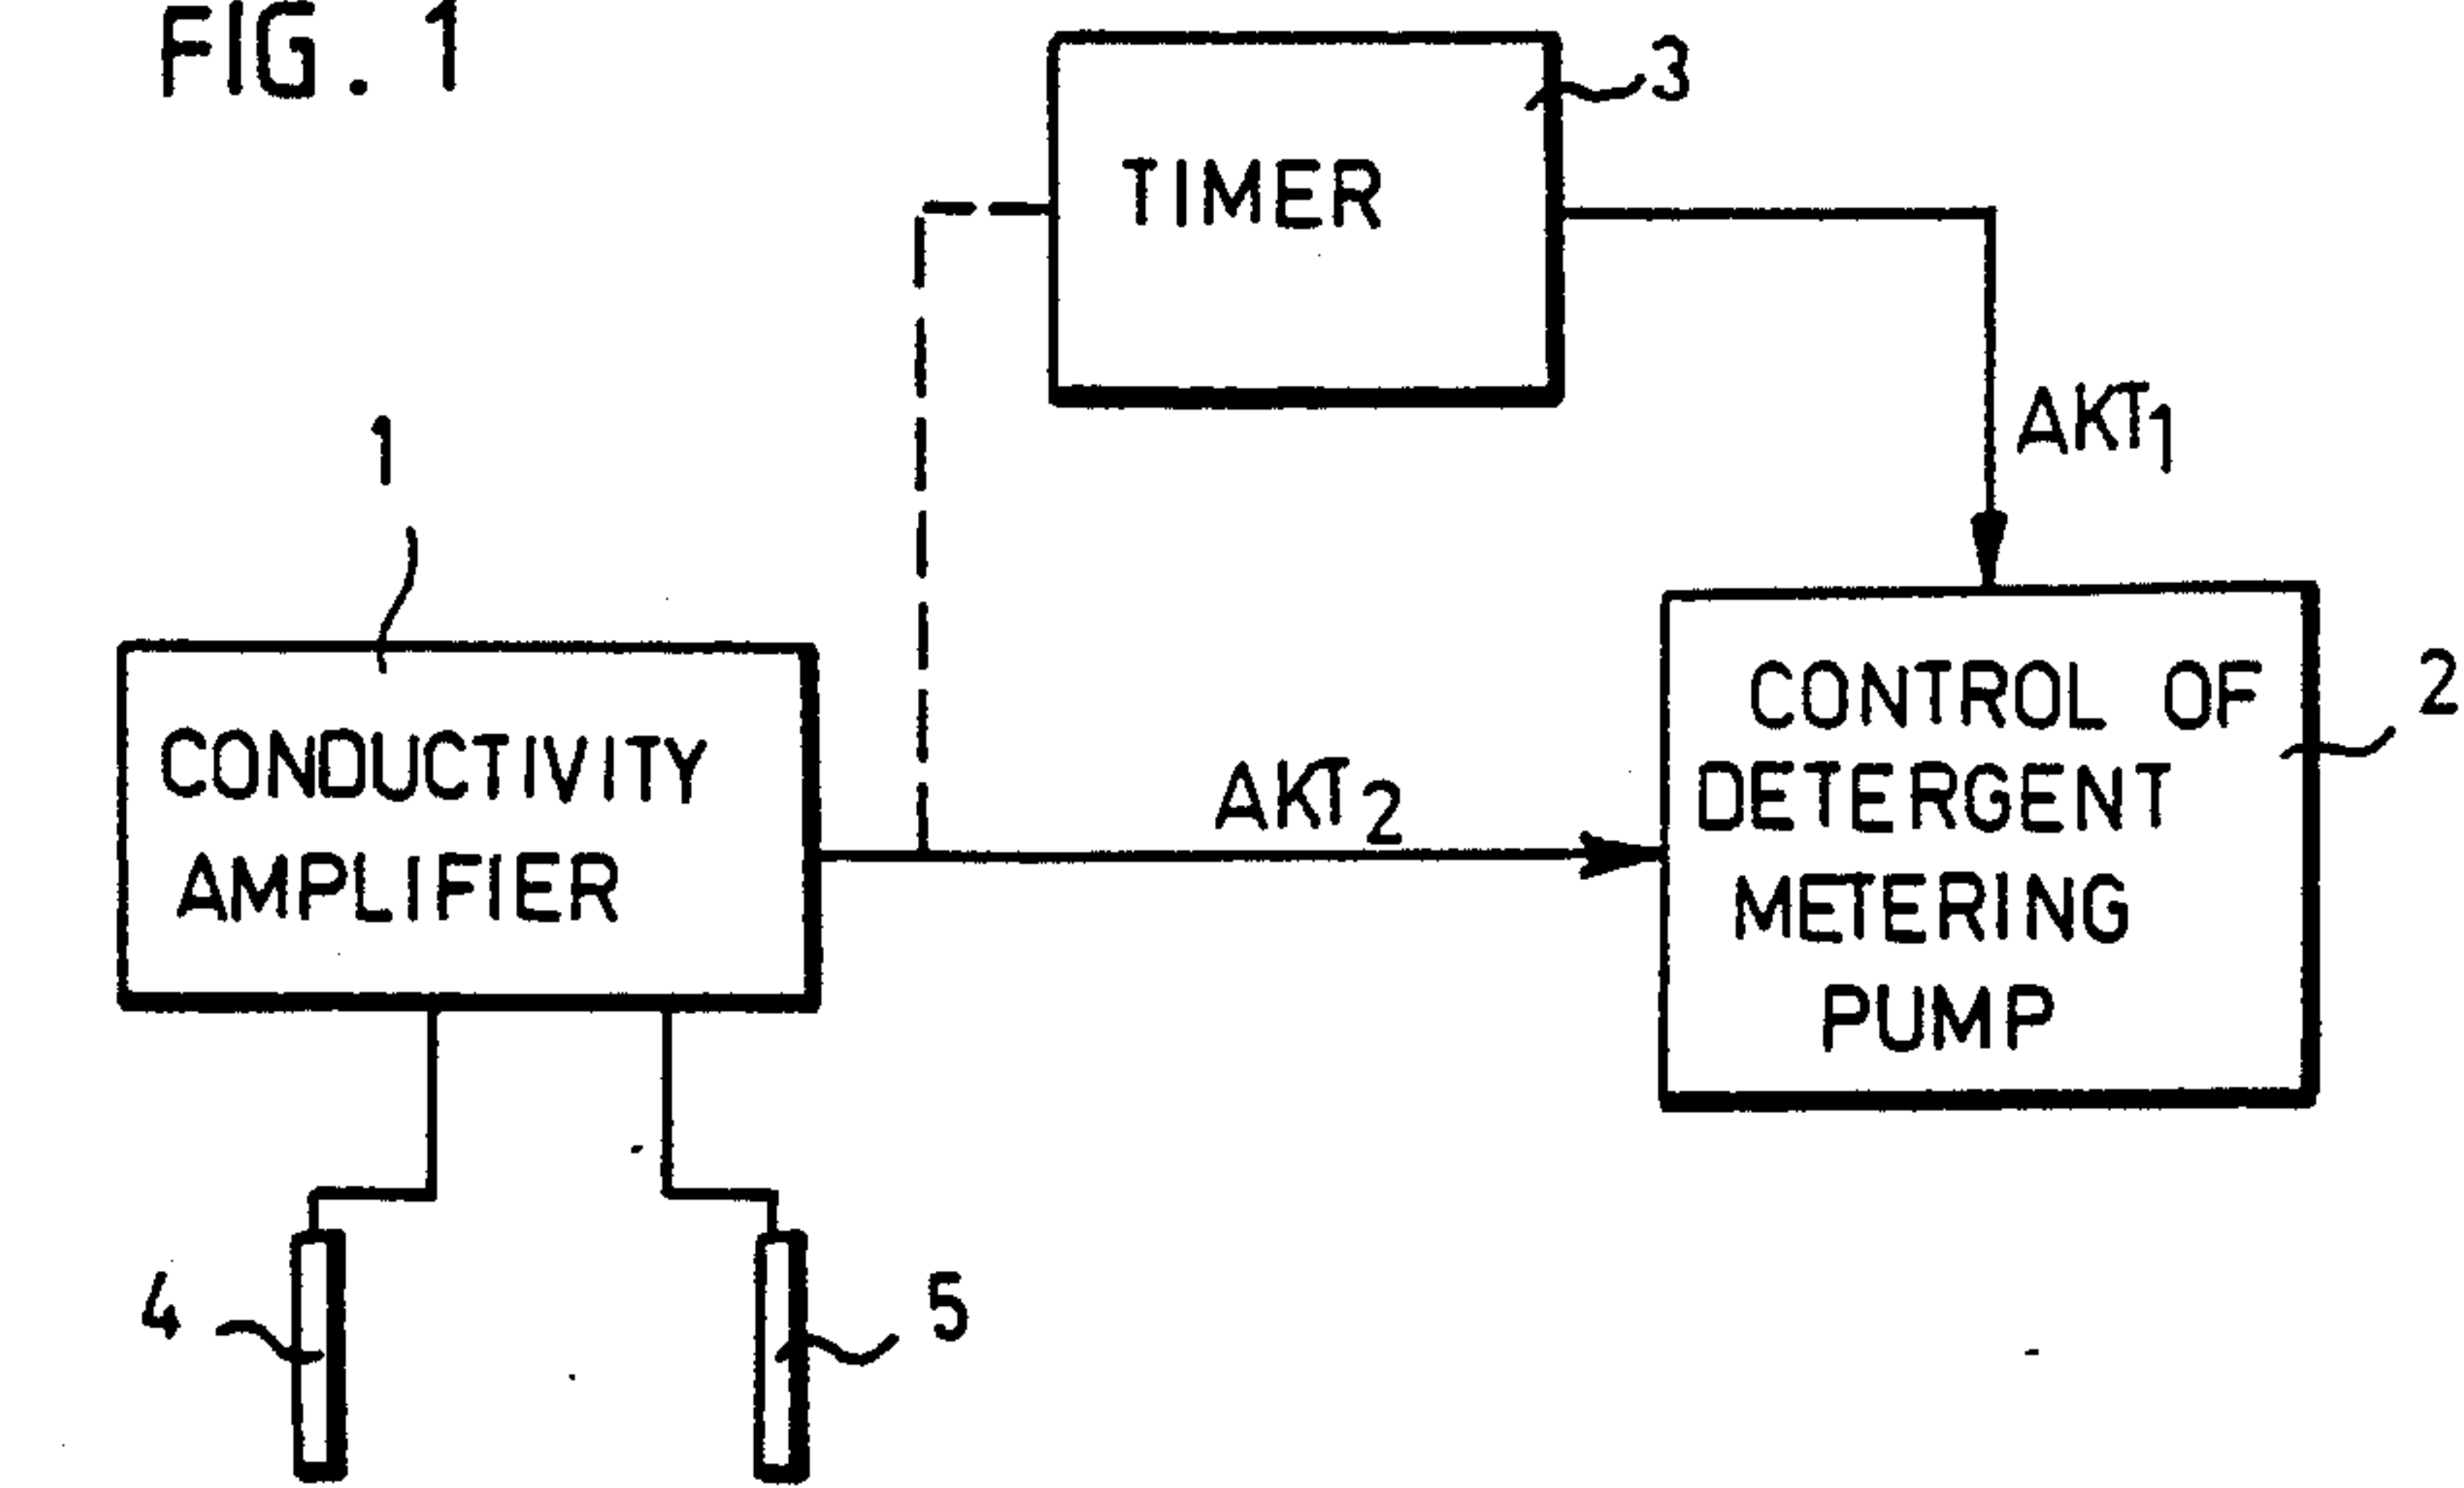 FIG. 1
3
TIMER
AKT1
1
2
CONTROL OF
DETERGENT
METERING
PUMP
CONDUCTIVITY
AMPLIFIER
AKT2
4
5